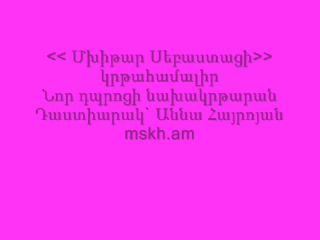 << Մխիթար Սեբաստացի>>
կրթահամալիր
Նոր դպրոցի նախակրթարան
Դաստիարակ՝ Աննա Հայրոյան
mskh.am